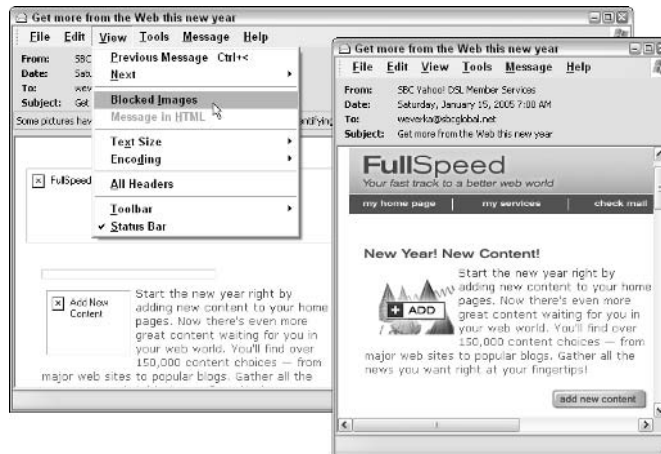 Get more from the Web this new year
File Edit View Tools Message Help
From: SBC
Date: Satu
To: wev
Subject: Get
Some pictures hav
ntifying
Previous Message Ctrl+<
Next
Blocked Images
Message in HTML
Text Size
Encoding
All Headers
Toolbar
Status Bar
FullSpeed
Add New
Content
Start the new year right by
adding new content to your home
pages. Now there's even more
great content waiting for you in
your web world. You'll find over
150,000 content choices — from
major web sites to popular blogs. Gather all the
Get more from the Web this new year
File Edit View Tools Message Help
From: SBC Yahoo! DSL Member Services
Date: Saturday, January 15, 2005 7:00 AM
To: weverka@sbcglobal.net
Subject: Get more from the Web this new year
FullSpeed
Your fast track to a better web world
my home page | my services | check mail
New Year! New Content!
ADD
Start the new year right by
adding new content to your home
pages. Now there's even more
great content waiting for you in
your web world. You'll find over
150,000 content choices — from
major web sites to popular blogs. Gather all the
news you want right at your fingertips!
add new content